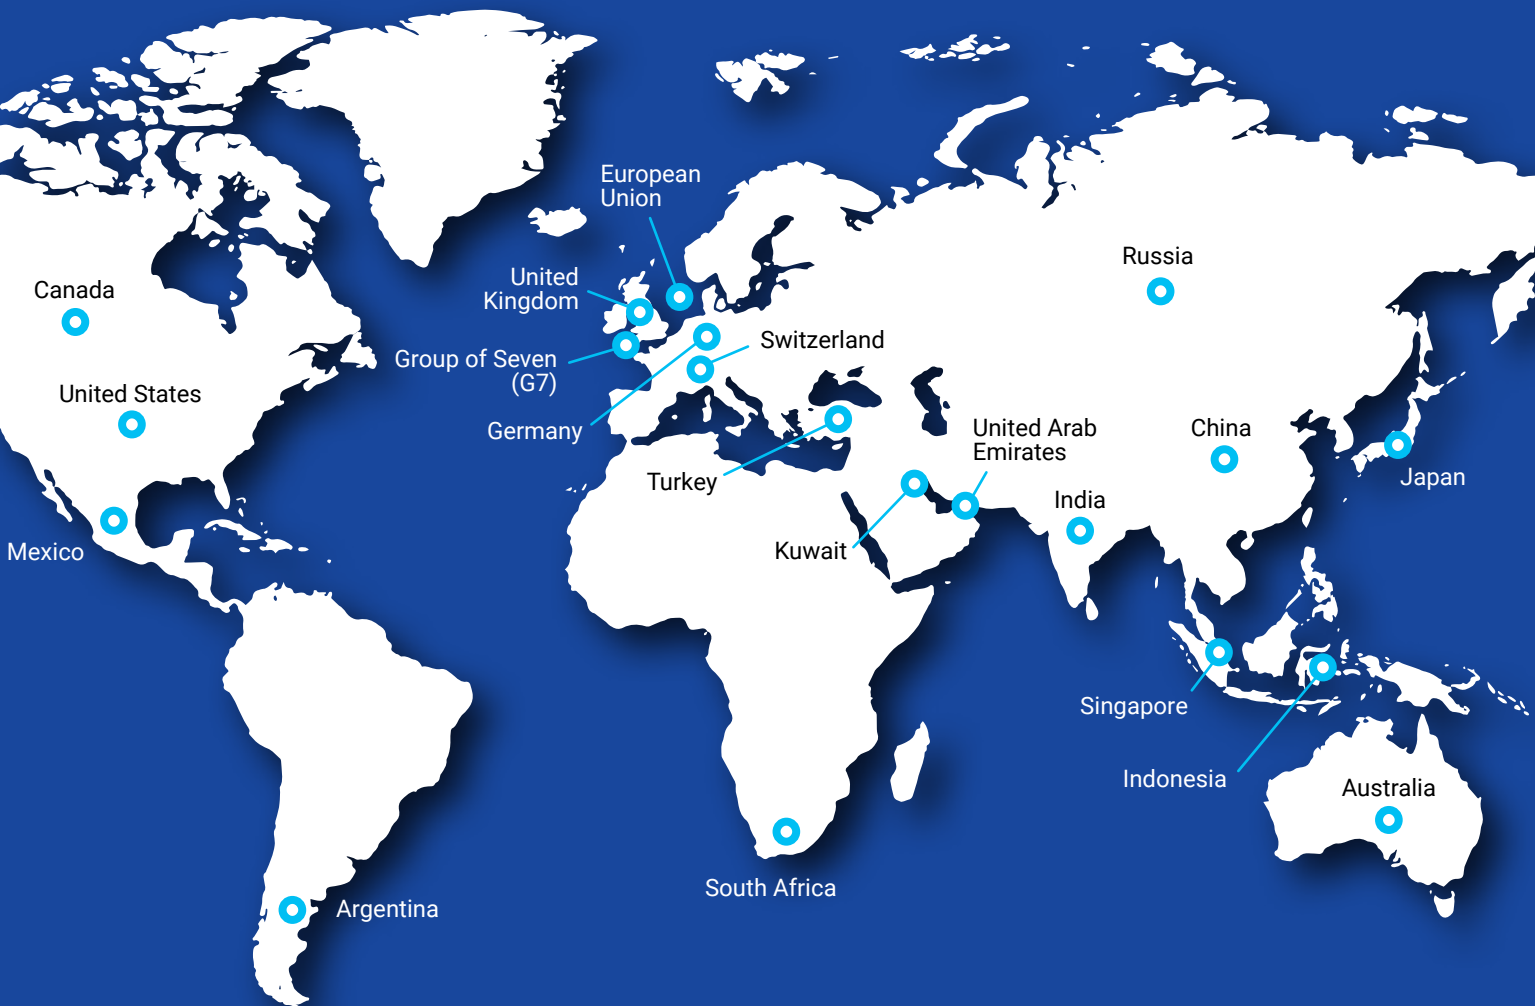 European
Union
Russia
United
Kingdom
Canada
Switzerland
Group of Seven
(G7)
United States
Germany
United Arab
Emirates
China
Turkey
Japan
India
Kuwait
Mexico
Singapore
Indonesia
Australia
South Africa
Argentina